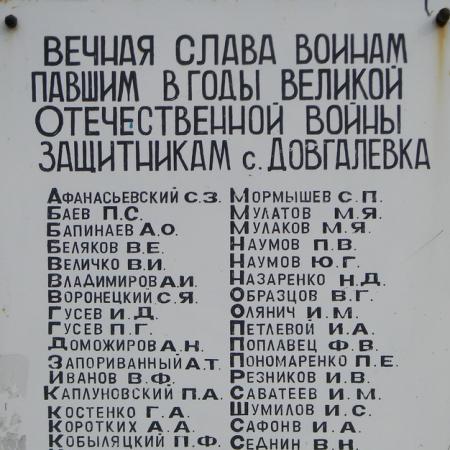 ВЕЧНАЯ СЛАВА ВОИНАМ
ПАВШИМ В ГОДЫ ВЕЛИКОЙ
ОТЕЧЕСТВЕННОЙ ВОЙНЫ
ЗАЩИТНИКАМ с. ДОВГАЛЕВКА
АФАНАСЬЕВСКИЙ С.З.
БАЕВ П.С.
БАПИНАЕВ А.О.
БЕЛЯКОВ В.Е.
ВЕЛИЧКО В.И.
ВЛАДИМИРОВ А.И.
ВОРОНЕЦКИЙ С.Я.
ГУСЕВ И.Д.
ГУСЕВ П.Г.
ДОМОЖИРОВ А.Н.
ЗАПОРИВАННЫЙ А.Т.
ИВАНОВ В.Ф.
КАПЛУНОВСКИЙ П.А.
КОСТЕНКО Г.А.
КОРОТКИХ А.А.
КОБЫЛЯЦКИЙ П.Ф.
МОРМЫШЕВ С.П.
МУЛАТОВ М.Я.
МУЛАКОВ М.Я.
НАУМОВ П.В.
НАУМОВ Ю.Г.
НАЗАРЕНКО Н.Д.
ОБРАЗЦОВ В.Г.
ОЛЯНИЧ И.М.
ПЕТЛЕВОЙ И.А.
ПОПЛАВЕЦ Ф.В.
ПОНОМАРЕНКО П.Е.
РЕЗНИКОВ И.В.
САВАТЕЕВ И.М.
ШУМИЛОВ И.С.
САФОНВ И.А.
СЕДНИН В.Н.